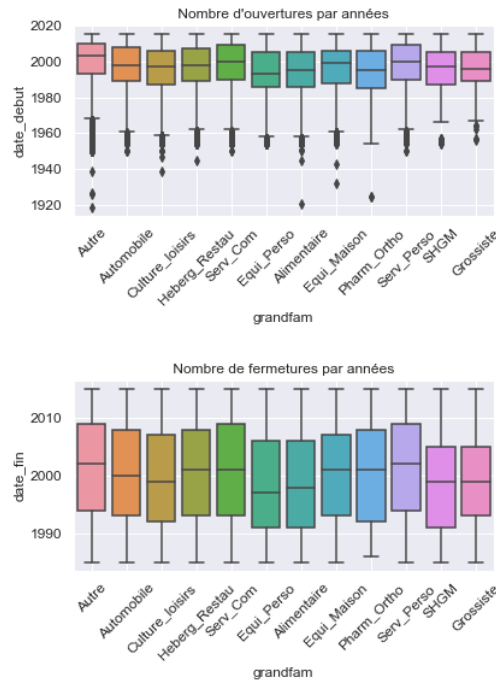 Nombre d'ouvertures par années
2020
2000
1980
1960
1940
1920
date_debut
Autre
Automobile
Culture_loisirs
Heberg_Restau
Serv_Com
Equi_Perso
Alimentaire
Equi_Maison
Pharm_Ortho
Serv_Perso
SHGM
Grossiste
grandfam
Nombre de fermetures par années
2010
2000
1990
date_fin
Autre
Automobile
Culture_loisirs
Heberg_Restau
Serv_Com
Equi_Perso
Alimentaire
Equi_Maison
Pharm_Ortho
Serv_Perso
SHGM
Grossiste
grandfam